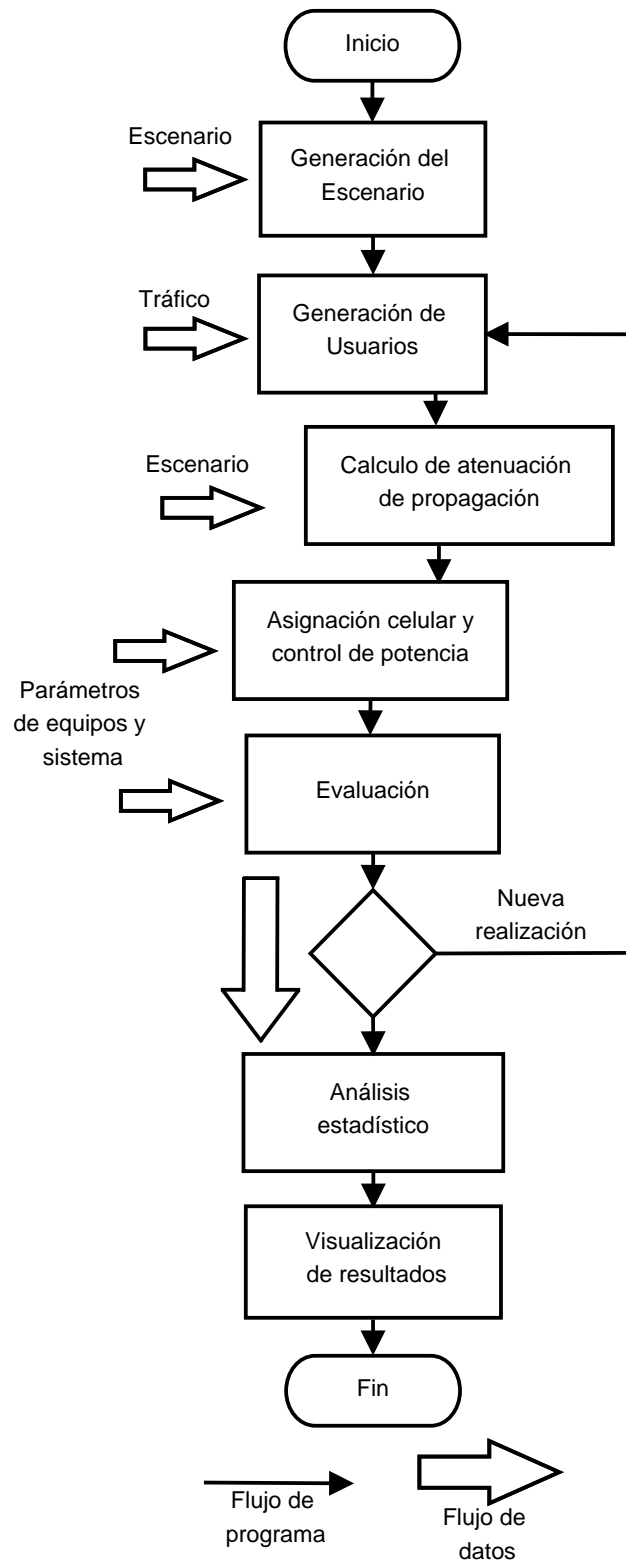 Inicio
Escenario
Generación del
Escenario
Tráfico
Generación de
Usuarios
Escenario
Calculo de atenuación
de propagación
Asignación celular y
control de potencia
Parámetros
de equipos y
sistema
Evaluación
Nueva
realización
Análisis
estadístico
Visualización
de resultados
Fin
Flujo de
programa
Flujo de
datos